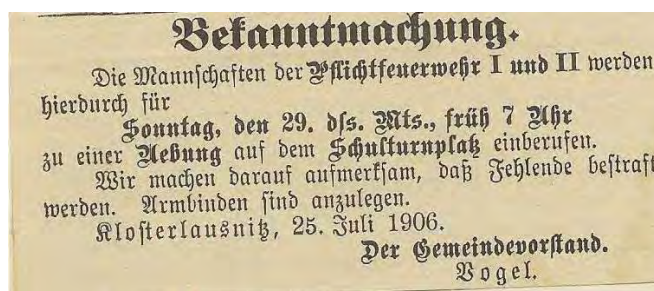 Bekanntmachung.
Die Mannschaften der Pflichtfeuerwehr I und II werden
hierdurch für
Sonntag, den 29. dſs. Mts., früh 7 Uhr
zu einer Uebung auf dem Schulturnplatz einberufen.
Wir machen darauf aufmerksam, daß Fehlende bestraft
werden. Armbinden sind anzulegen.
Klosterlausnitz, 25. Juli 1906.
Der Gemeindevorstand.
Vogel.